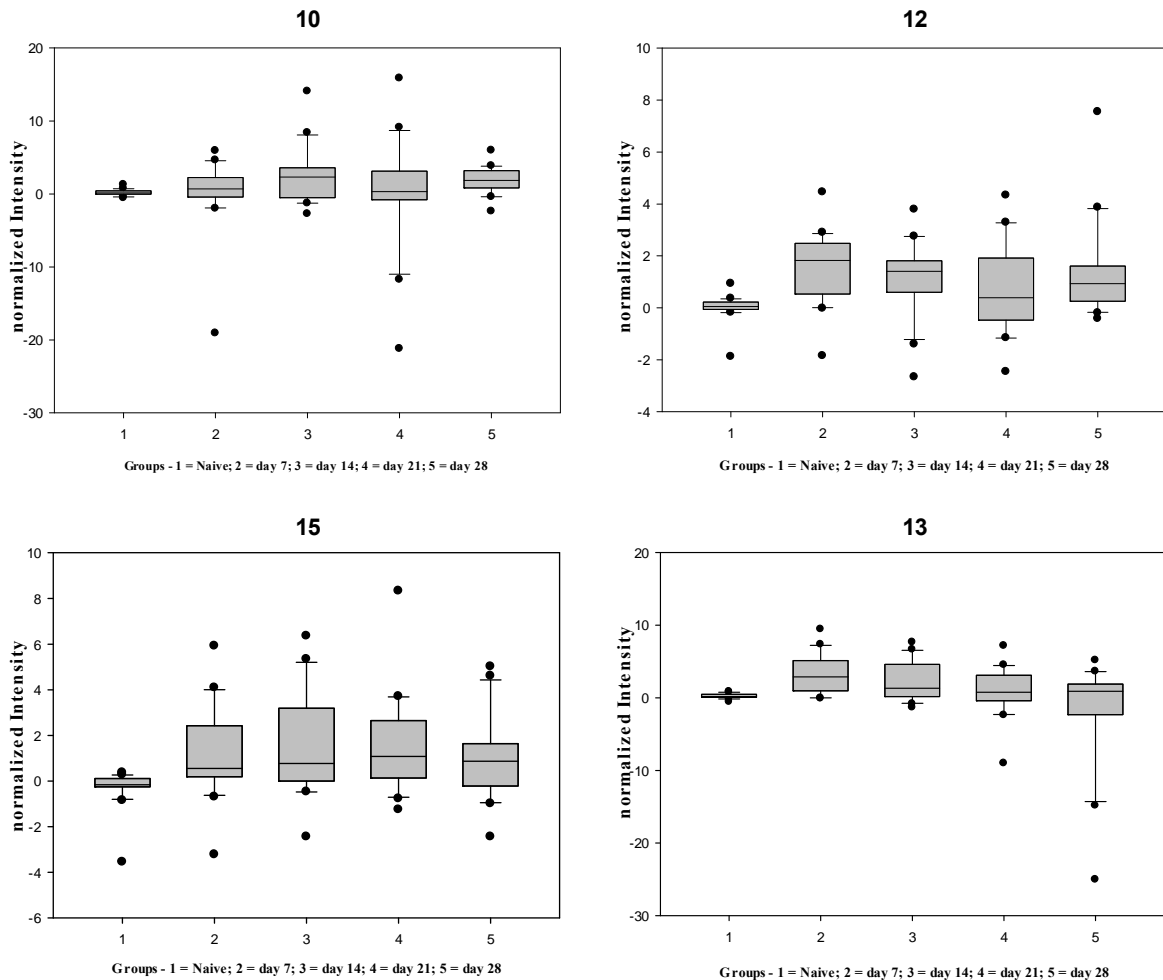 10
20
10
0
-10
-20
-30
normalized Intensity
1 2 3 4 5
Groups - 1 = Naive; 2 = day 7; 3 = day 14; 4 = day 21; 5 = day 28
12
10
8
6
4
2
0
-2
-4
normalized Intensity
1 2 3 4 5
Groups - 1 = Naive; 2 = day 7; 3 = day 14; 4 = day 21; 5 = day 28
15
10
8
6
4
2
0
-2
-4
-6
normalized Intensity
1 2 3 4 5
Groups - 1 = Naive; 2 = day 7; 3 = day 14; 4 = day 21; 5 = day 28
13
20
10
0
-10
-20
-30
normalized Intensity
1 2 3 4 5
Groups - 1 = Naive; 2 = day 7; 3 = day 14; 4 = day 21; 5 = day 28